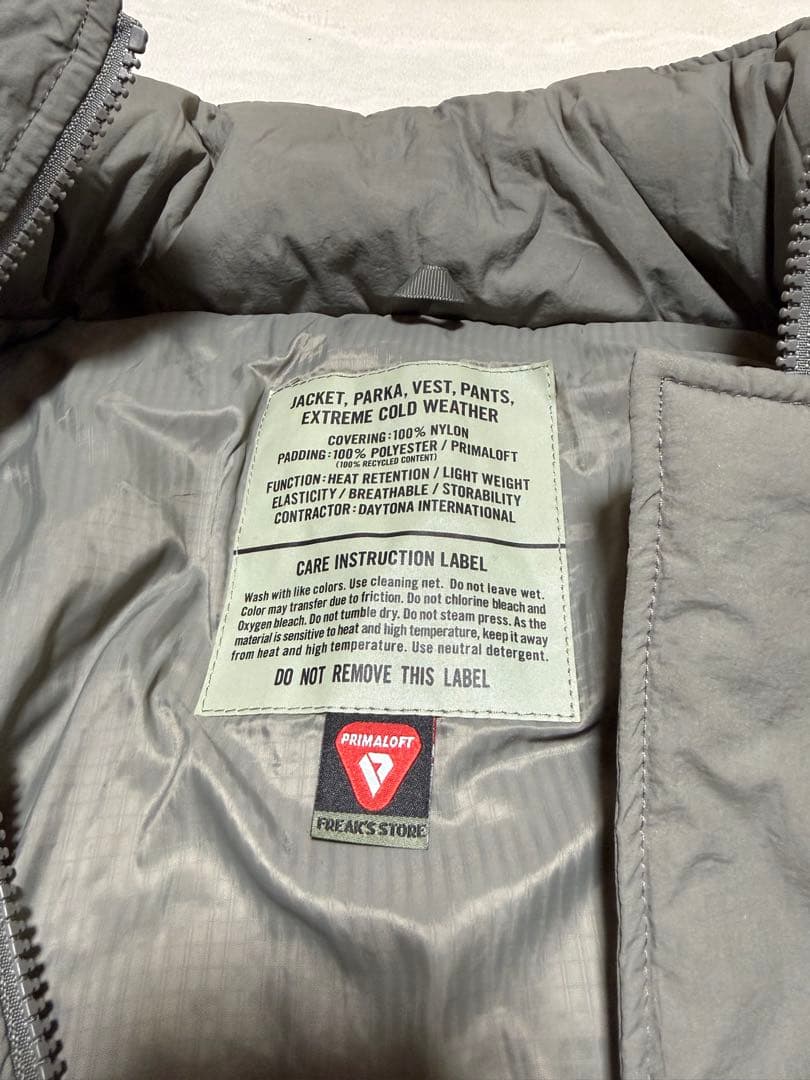 JACKET, PARKA, VEST, PANTS,
EXTREME COLD WEATHER
COVERING:100% NYLON
PADDING:100% POLYESTER / PRIMALOFT
(100% RECYCLED CONTENT)
FUNCTION:HEAT RETENTION / LIGHT WEIGHT
ELASTICITY / BREATHABLE / STORABILITY
CONTRACTOR:DAYTONA INTERNATIONAL
CARE INSTRUCTION LABEL
Wash with like colors. Use cleaning net. Do not leave wet.
Color may transfer due to friction. Do not chlorine bleach and
Oxygen bleach. Do not tumble dry. Do not steam press. As the
material is sensitive to heat and high temperature, keep it away
from heat and high temperature. Use neutral detergent.
DO NOT REMOVE THIS LABEL
PRIMALOFT
FREAK'S STORE